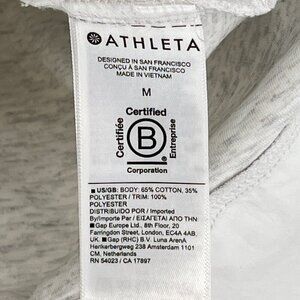 ATHLETA
DESIGNED IN SAN FRANCISCO
CONÇU À SAN FRANCISCO
MADE IN VIETNAM
M
Certified
Certifiée
B
Entreprise
Corporation
US/GB: BODY: 65% COTTON, 35%
POLYESTER / TRIM: 100%
POLYESTER
DISTRIBUIDO POR / Imported
By/Importe Par / ΕΙΣΑΓΕΤΑΙ ΑΠΟ ΤΗΝ:
Gap Europe Ltd., 8th Floor, 20
Farringdon Street, London, EC4A 4AB,
UK. Gap (RHC) B.V. Luna ArenA
Herikerbergweg 238 Amsterdam 1101
CM, Netherlands
RN 54023 / CA 17897